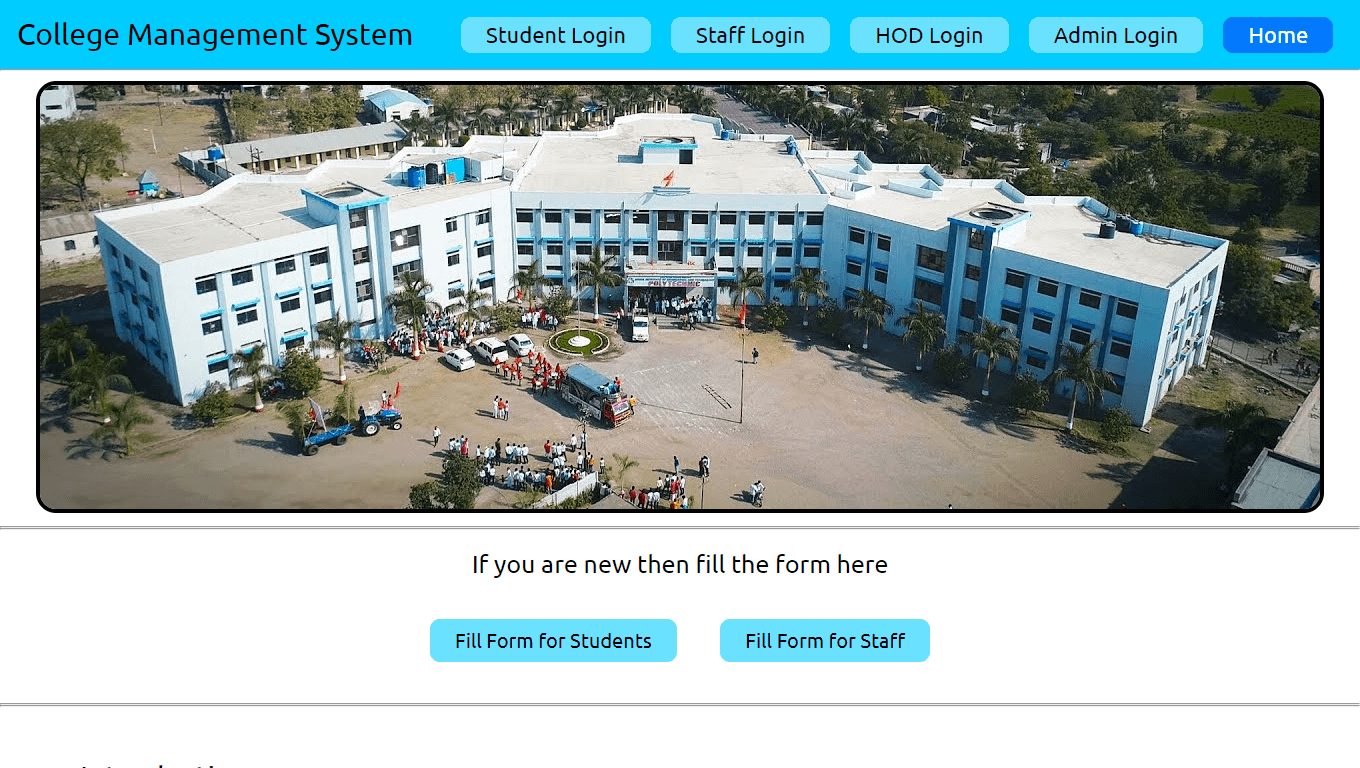 College Management System
Student Login
Staff Login
HOD Login
Admin Login
Home
POLYTECHNIC
If you are new then fill the form here
Fill Form for Students
Fill Form for Staff